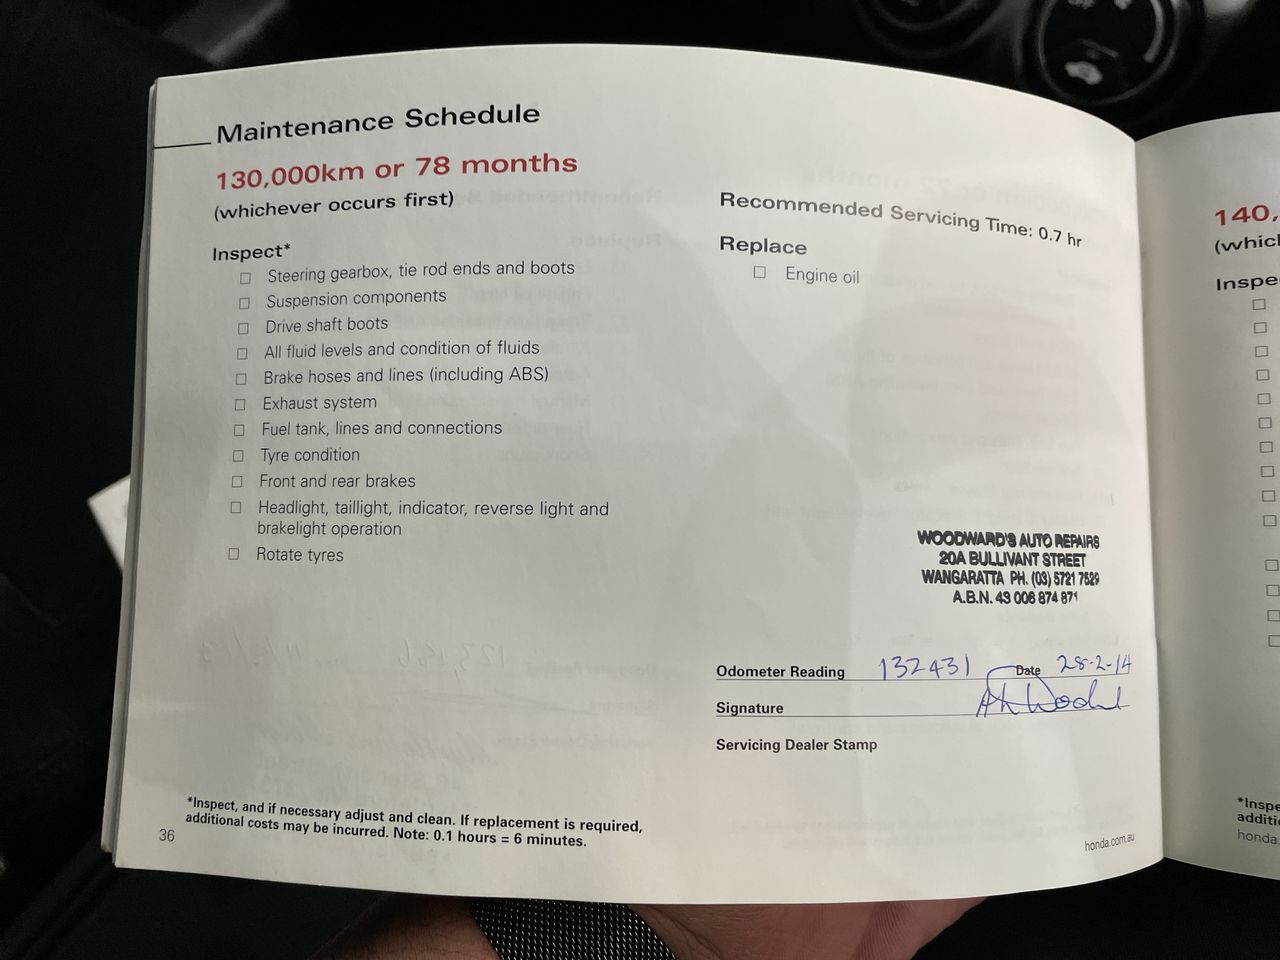 Maintenance Schedule
130,000km or 78 months
(whichever occurs first)
Inspect*
☐ Steering gearbox, tie rod ends and boots
☐ Suspension components
☐ Drive shaft boots
☐ All fluid levels and condition of fluids
☐ Brake hoses and lines (including ABS)
☐ Exhaust system
☐ Fuel tank, lines and connections
☐ Tyre condition
☐ Front and rear brakes
☐ Headlight, taillight, indicator, reverse light and
brakelight operation
☐ Rotate tyres
Recommended Servicing Time: 0.7 hr
Replace
☐ Engine oil
WOODWARD'S AUTO REPAIRS
20A BULLIVANT STREET
WANGARATTA PH. (03) 5721 7529
A.B.N. 43 006 874 871
Odometer Reading 132431 Date 28-2-14
Signature
Servicing Dealer Stamp
*Inspect, and if necessary adjust and clean. If replacement is required,
additional costs may be incurred. Note: 0.1 hours = 6 minutes.
36
honda.com.au
140,
(which
Inspe
*Inspe
additi
honda.